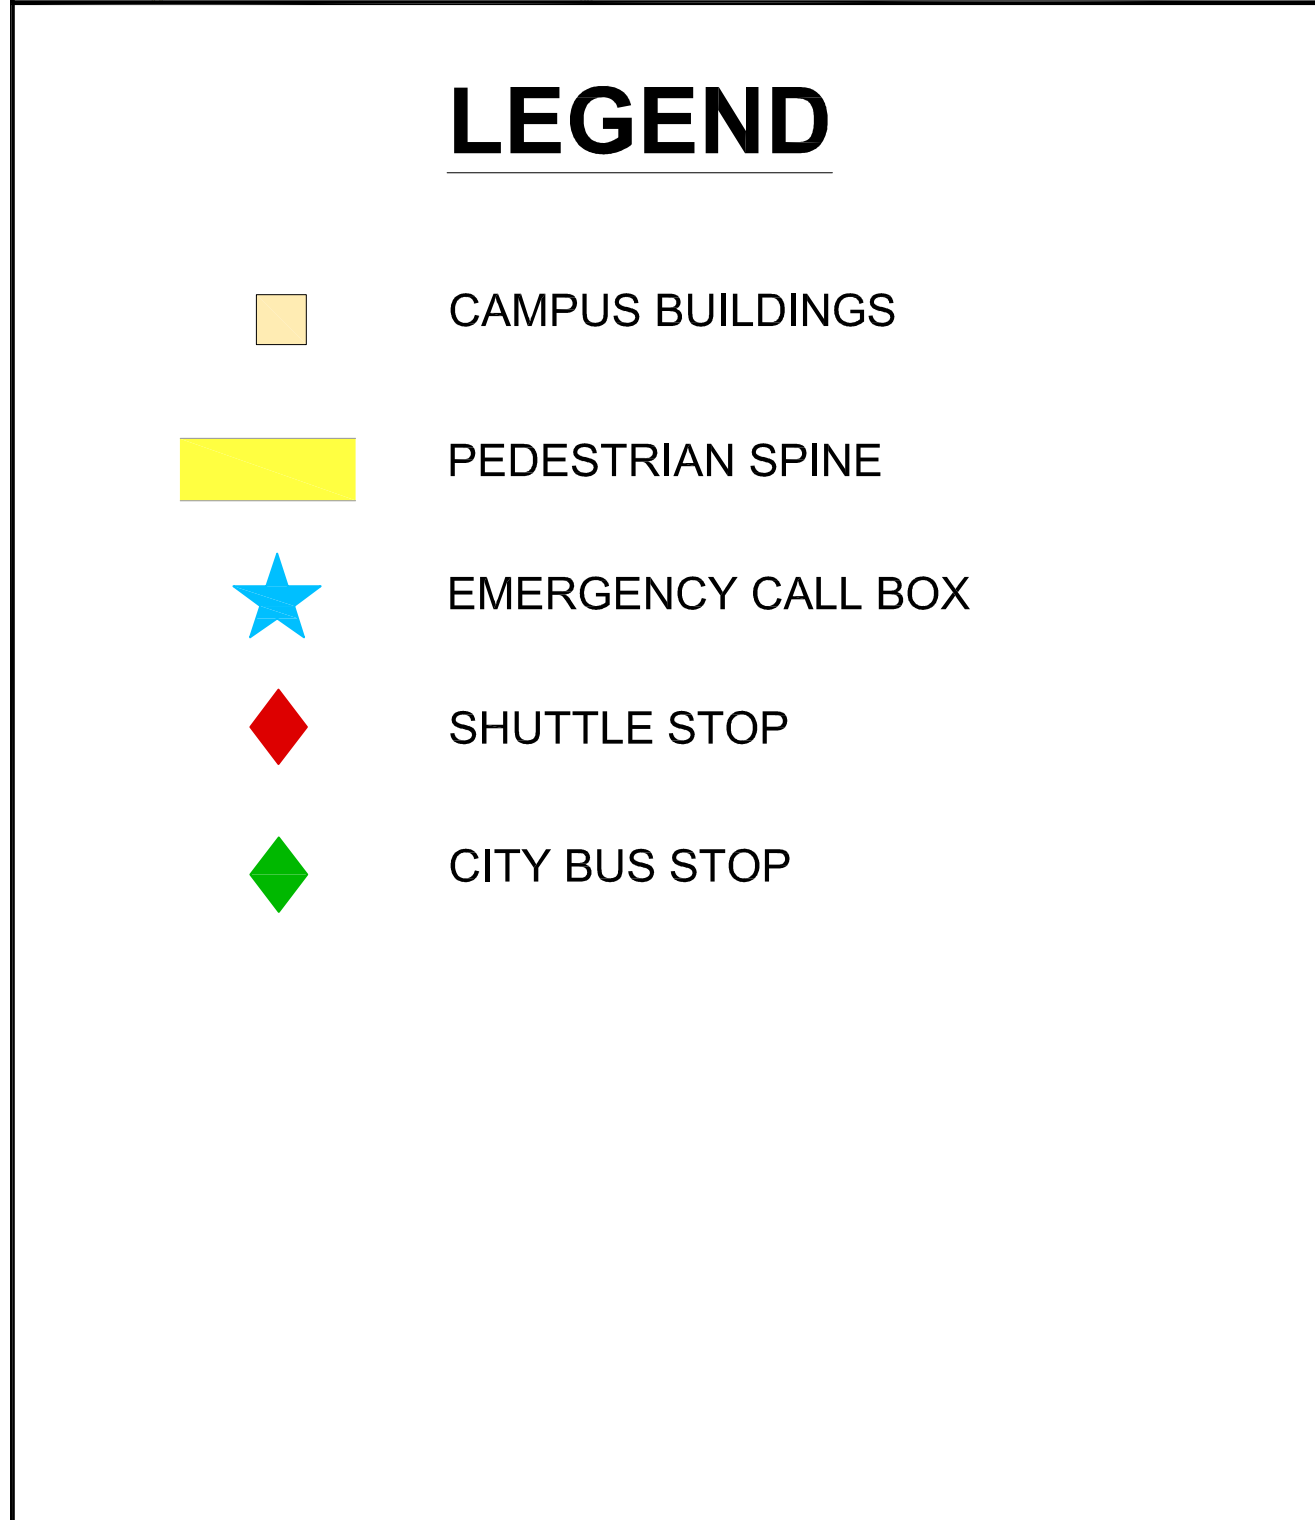 LEGEND
CAMPUS BUILDINGS
PEDESTRIAN SPINE
EMERGENCY CALL BOX
SHUTTLE STOP
CITY BUS STOP